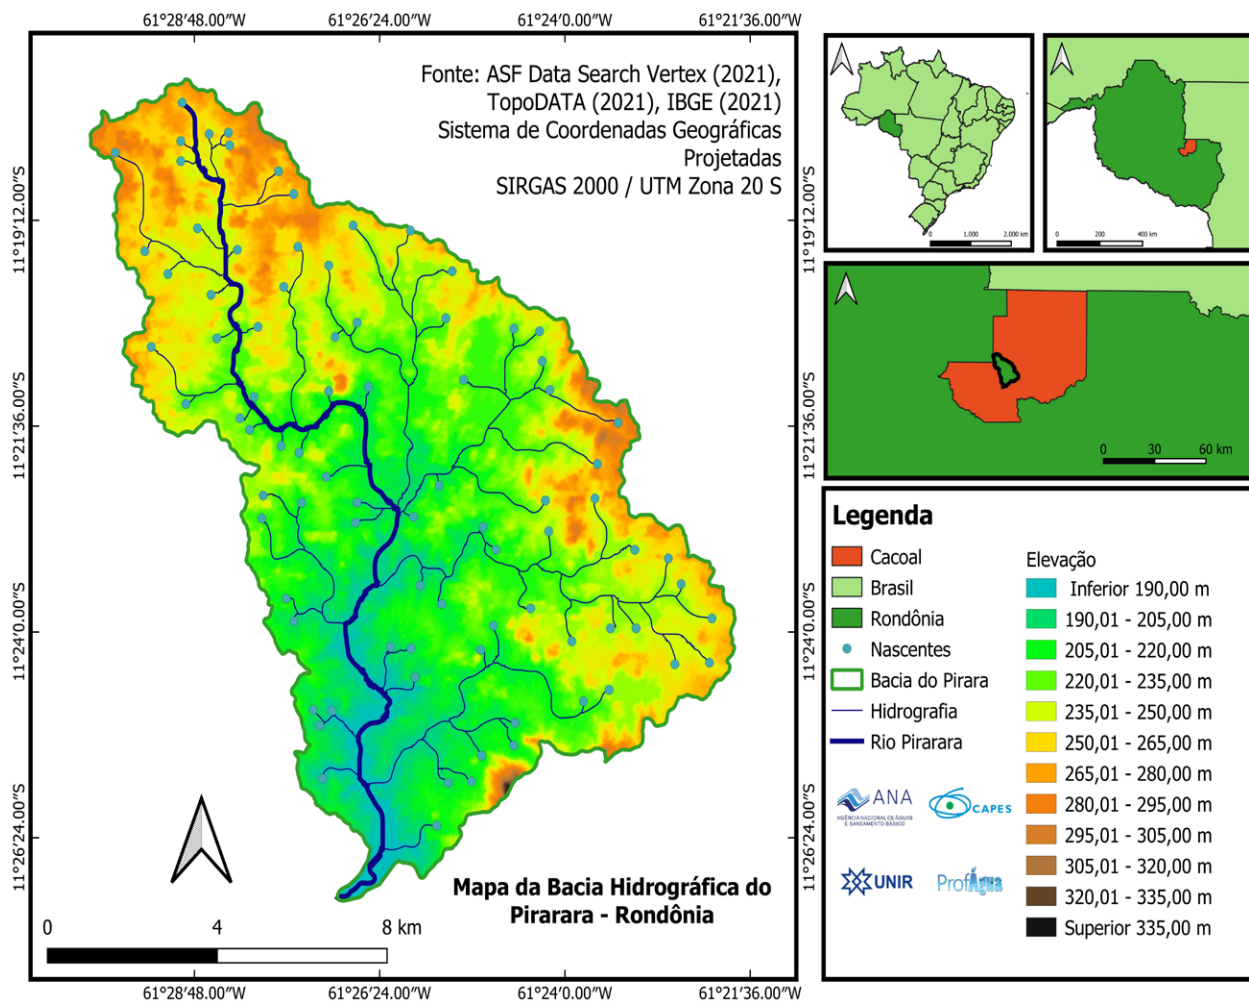 61°28'48.00"W
61°26'24.00"W
61°24'0.00"W
61°21'36.00"W
11°19'12.00"S
11°21'36.00"S
11°24'0.00"S
11°26'24.00"S
Fonte: ASF Data Search Vertex (2021),
TopoDATA (2021), IBGE (2021)
Sistema de Coordenadas Geográficas
Projetadas
SIRGAS 2000 / UTM Zona 20 S
Mapa da Bacia Hidrográfica do
Pirarara - Rondônia
0 4 8 km
61°28'48.00"W
61°26'24.00"W
61°24'0.00"W
61°21'36.00"W
11°19'12.00"S
11°21'36.00"S
11°24'0.00"S
11°26'24.00"S
0 1.000 2.000 km
0 200 400 km
0 30 60 km
Legenda
Cacoal
Brasil
Rondônia
Nascentes
Bacia do Pirara
Hidrografia
Rio Pirarara
ANA
AGÊNCIA NACIONAL DE ÁGUAS
E SANEAMENTO BÁSICO
CAPES
UNIR
ProfÁgua
Elevação
Inferior 190,00 m
190,01 - 205,00 m
205,01 - 220,00 m
220,01 - 235,00 m
235,01 - 250,00 m
250,01 - 265,00 m
265,01 - 280,00 m
280,01 - 295,00 m
295,01 - 305,00 m
305,01 - 320,00 m
320,01 - 335,00 m
Superior 335,00 m